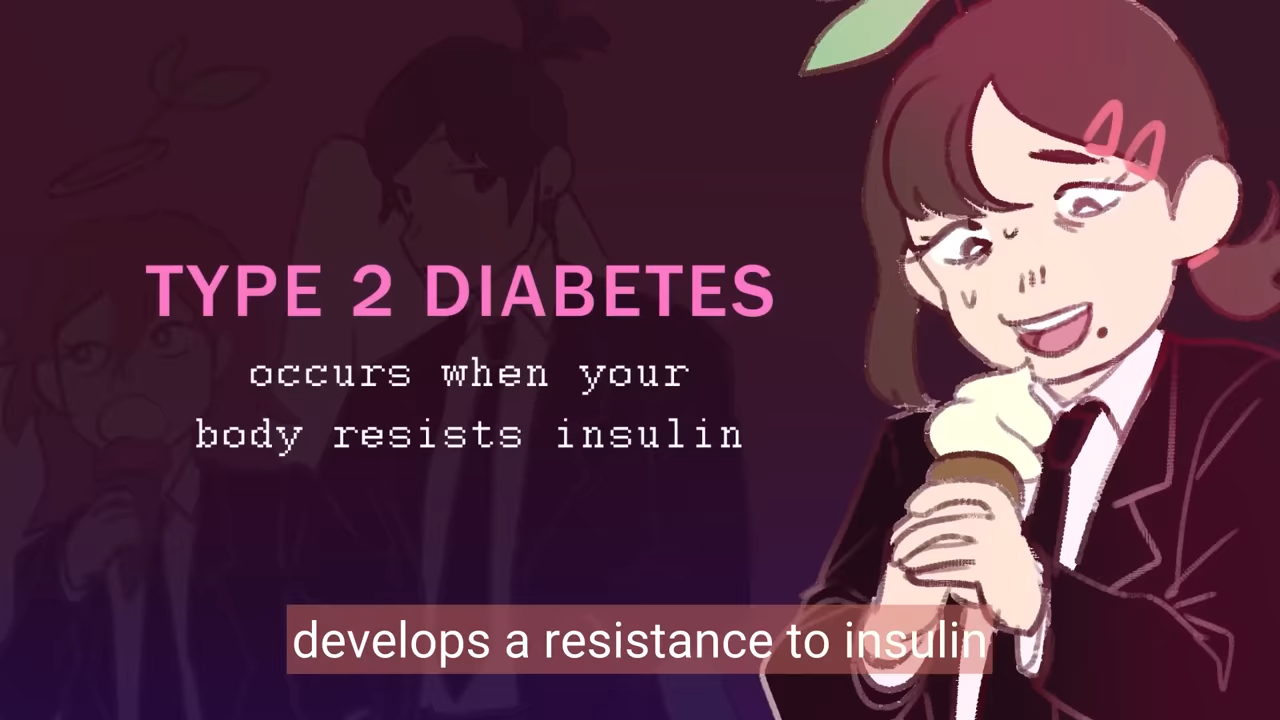 TYPE 2 DIABETES
occurs when your
body resists insulin
develops a resistance to insulin